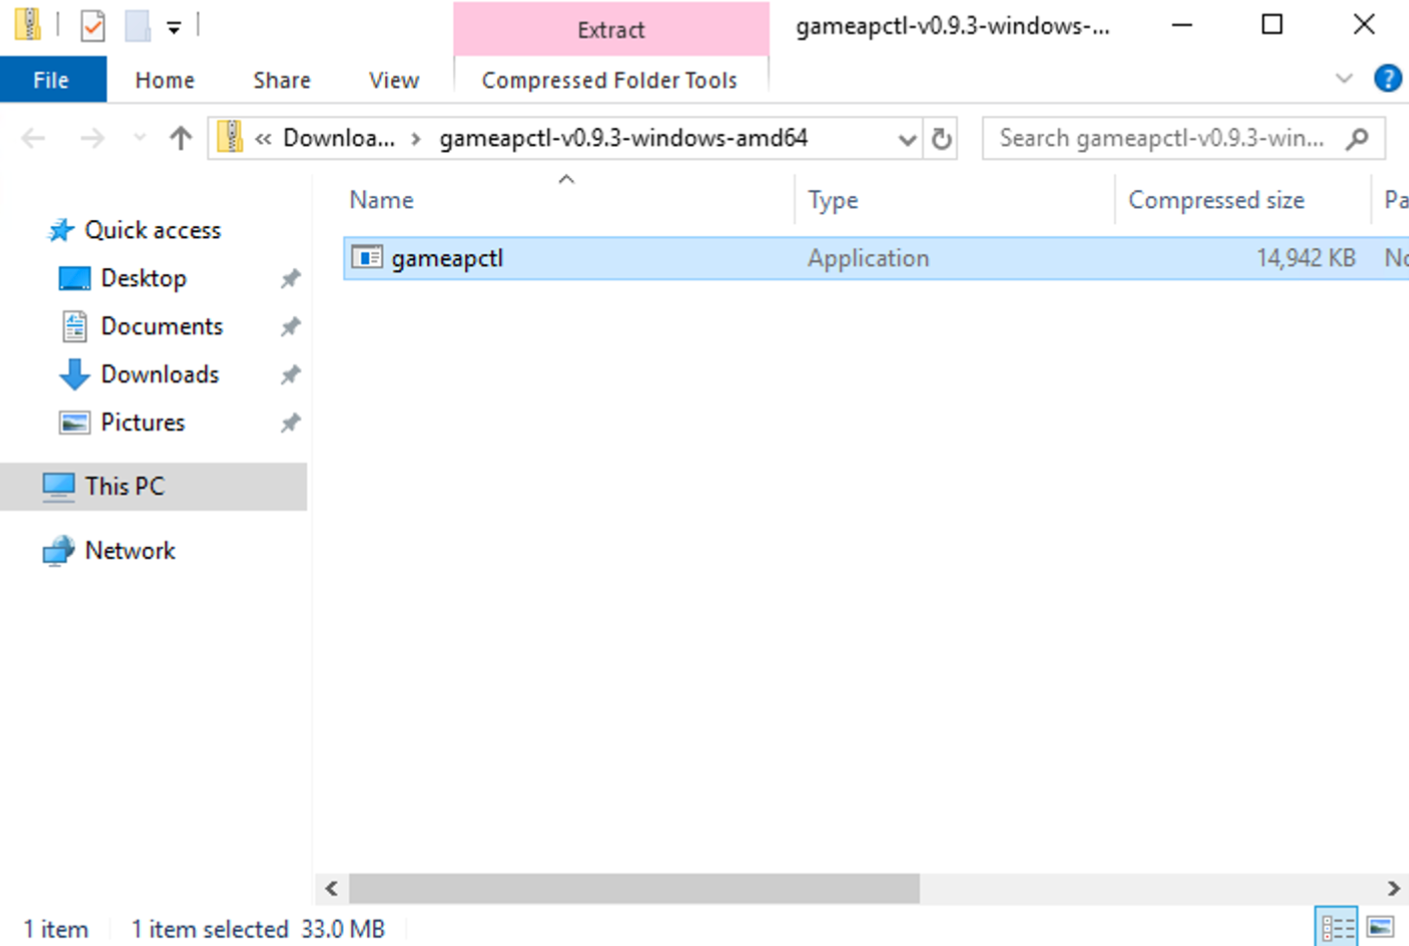 Extract
gameapctl-v0.9.3-windows-...
File Home Share View Compressed Folder Tools
« Downloa... › gameapctl-v0.9.3-windows-amd64
Search gameapctl-v0.9.3-win...
Name Type Compressed size Pa
gameapctl Application 14,942 KB No
Quick access
Desktop
Documents
Downloads
Pictures
This PC
Network
1 item 1 item selected 33.0 MB